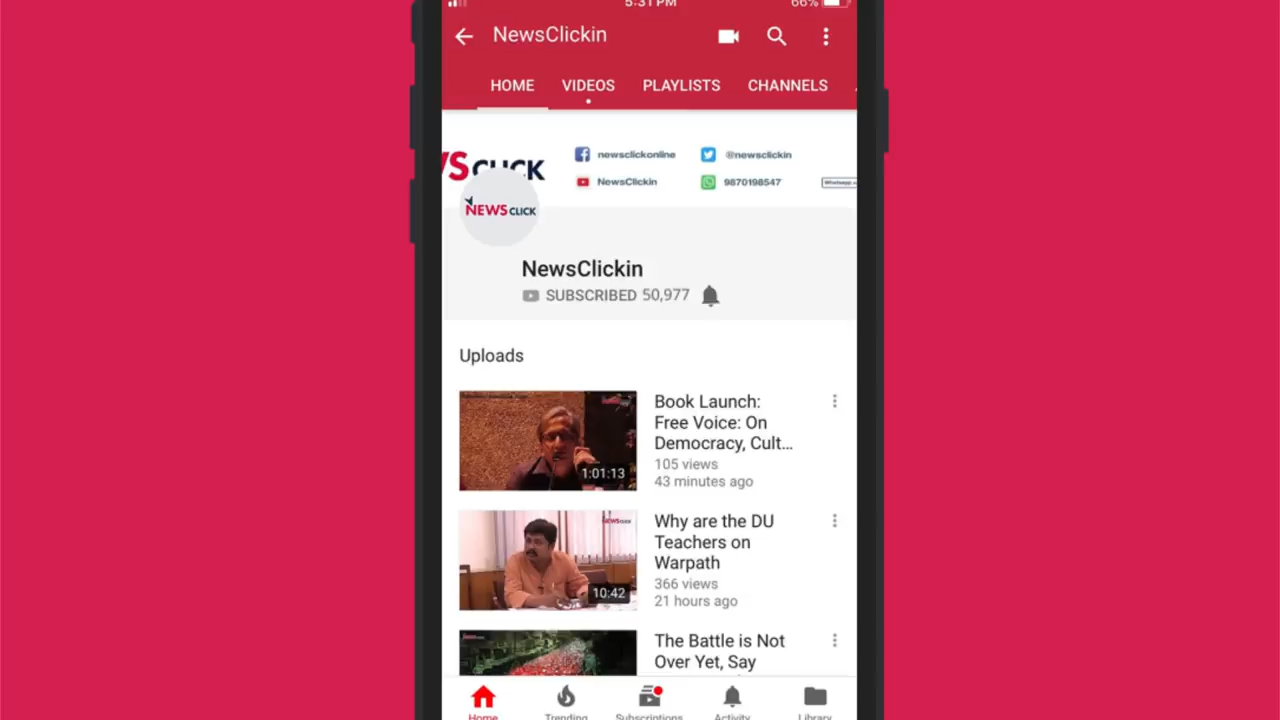 5:31 PM
66%
NewsClickin
HOME VIDEOS PLAYLISTS CHANNELS
CLICK
newsclickonline
@newsclickin
NewsClickin
9870198547
Whatsapp
NEWSCLICK
NewsClickin
SUBSCRIBED 50,977
Uploads
Book Launch:
Free Voice: On
Democracy, Cult...
105 views
43 minutes ago
1:01:13
Why are the DU
Teachers on
Warpath
366 views
21 hours ago
NEWSCLICK
10:42
The Battle is Not
Over Yet, Say
Home Trending Subscriptions Activity Library